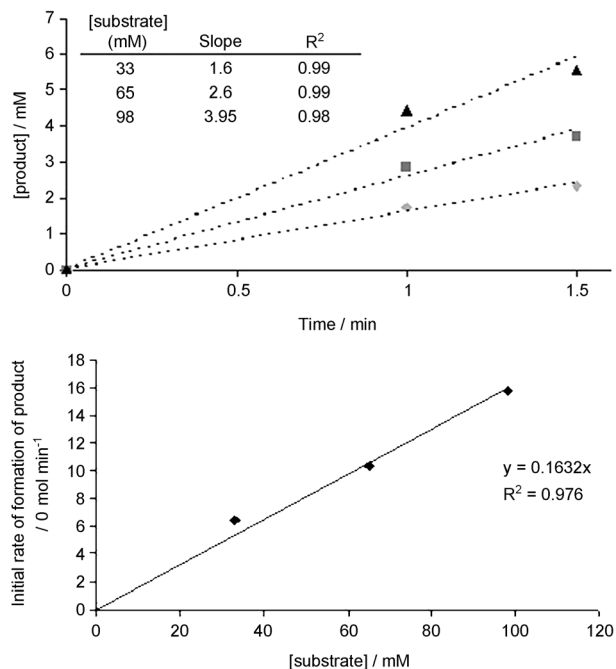 [substrate]
(mM) Slope R²
33 1.6 0.99
65 2.6 0.99
98 3.95 0.98
[product] / mM
7
6
5
4
3
2
1
0
0 0.5 1 1.5
Time / min
Initial rate of formation of product
/ 0 mol min⁻¹
18
16
14
12
10
8
6
4
2
0
y = 0.1632x
R² = 0.976
0 20 40 60 80 100 120
[substrate] / mM